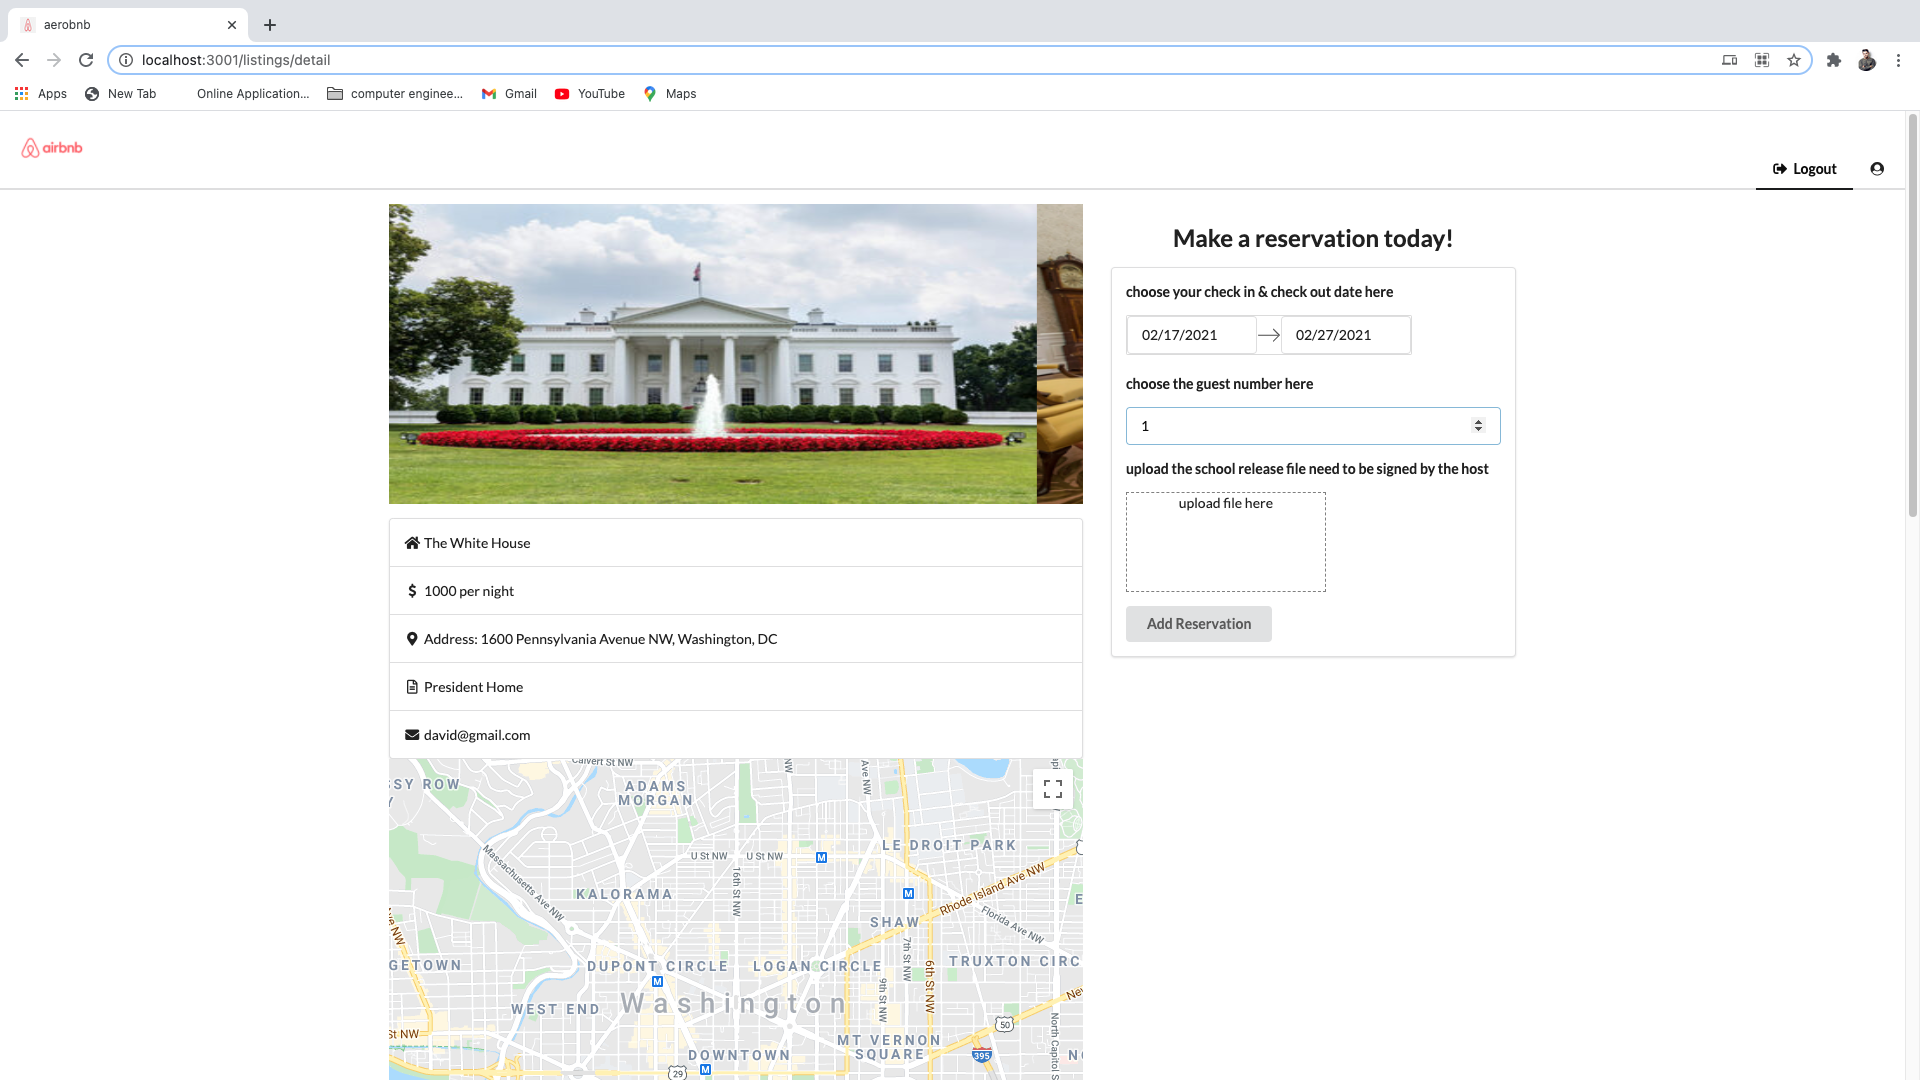 aerobnb
localhost:3001/listings/detail
Apps
New Tab
Online Application...
computer enginee...
Gmail
YouTube
Maps
airbnb
Logout
Make a reservation today!
choose your check in & check out date here
02/17/2021
02/27/2021
choose the guest number here
1
upload the school release file need to be signed by the host
upload file here
Add Reservation
The White House
$ 1000 per night
Address: 1600 Pennsylvania Avenue NW, Washington, DC
President Home
david@gmail.com
Calvert St NW
SY ROW
ADAMS
MORGAN
NW
Ave NW
LE DROIT PARK
U St NW
U St NW
M
Massachusetts Ave NW
16th St NW
KALORAMA
M
Rhode Island Ave NW
SHAW
Florida Ave NW
7th St NW
GETOWN
DUPONT CIRCLE
LOGAN CIRCLE
TRUXTON CIRC
M
9th St NW
6th St NW
WEST END
Washington
50
St NW
North Capitol S
MT VERNON
SQUARE
DOWNTOWN
395
29
M